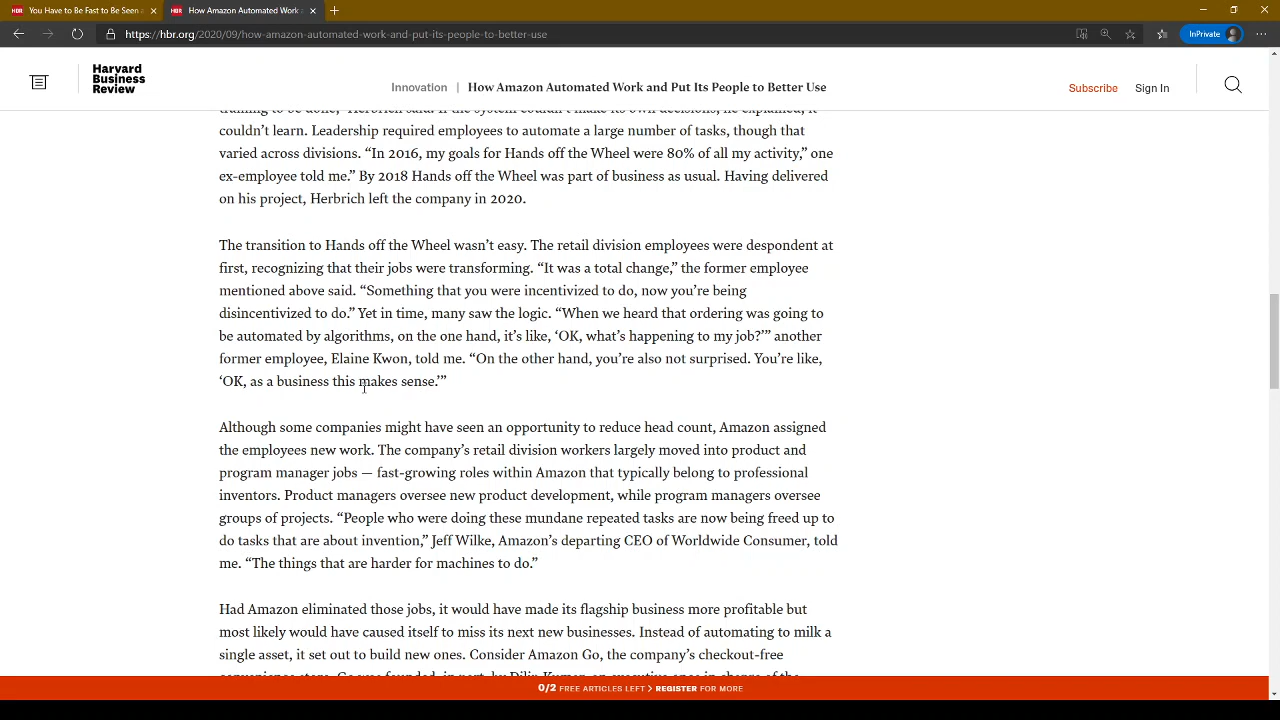 You Have to Be Fast to Be Seen a
How Amazon Automated Work a
https://hbr.org/2020/09/how-amazon-automated-work-and-put-its-people-to-better-use
InPrivate
Harvard
Business
Review
Innovation | How Amazon Automated Work and Put Its People to Better Use
Subscribe Sign In
training to be done,” Herbrich said. If the system couldn’t make its own decisions, he explained, it
couldn’t learn. Leadership required employees to automate a large number of tasks, though that
varied across divisions. “In 2016, my goals for Hands off the Wheel were 80% of all my activity,” one
ex-employee told me.” By 2018 Hands off the Wheel was part of business as usual. Having delivered
on his project, Herbrich left the company in 2020.
The transition to Hands off the Wheel wasn’t easy. The retail division employees were despondent at
first, recognizing that their jobs were transforming. “It was a total change,” the former employee
mentioned above said. “Something that you were incentivized to do, now you’re being
disincentivized to do.” Yet in time, many saw the logic. “When we heard that ordering was going to
be automated by algorithms, on the one hand, it’s like, ‘OK, what’s happening to my job?’” another
former employee, Elaine Kwon, told me. “On the other hand, you’re also not surprised. You’re like,
‘OK, as a business this makes sense.’”
Although some companies might have seen an opportunity to reduce head count, Amazon assigned
the employees new work. The company’s retail division workers largely moved into product and
program manager jobs — fast-growing roles within Amazon that typically belong to professional
inventors. Product managers oversee new product development, while program managers oversee
groups of projects. “People who were doing these mundane repeated tasks are now being freed up to
do tasks that are about invention,” Jeff Wilke, Amazon’s departing CEO of Worldwide Consumer, told
me. “The things that are harder for machines to do.”
Had Amazon eliminated those jobs, it would have made its flagship business more profitable but
most likely would have caused itself to miss its next new businesses. Instead of automating to milk a
single asset, it set out to build new ones. Consider Amazon Go, the company’s checkout-free
convenience store. Go was founded, in part, by Dilip Kumar, an executive once in charge of the
0/2 FREE ARTICLES LEFT > REGISTER FOR MORE